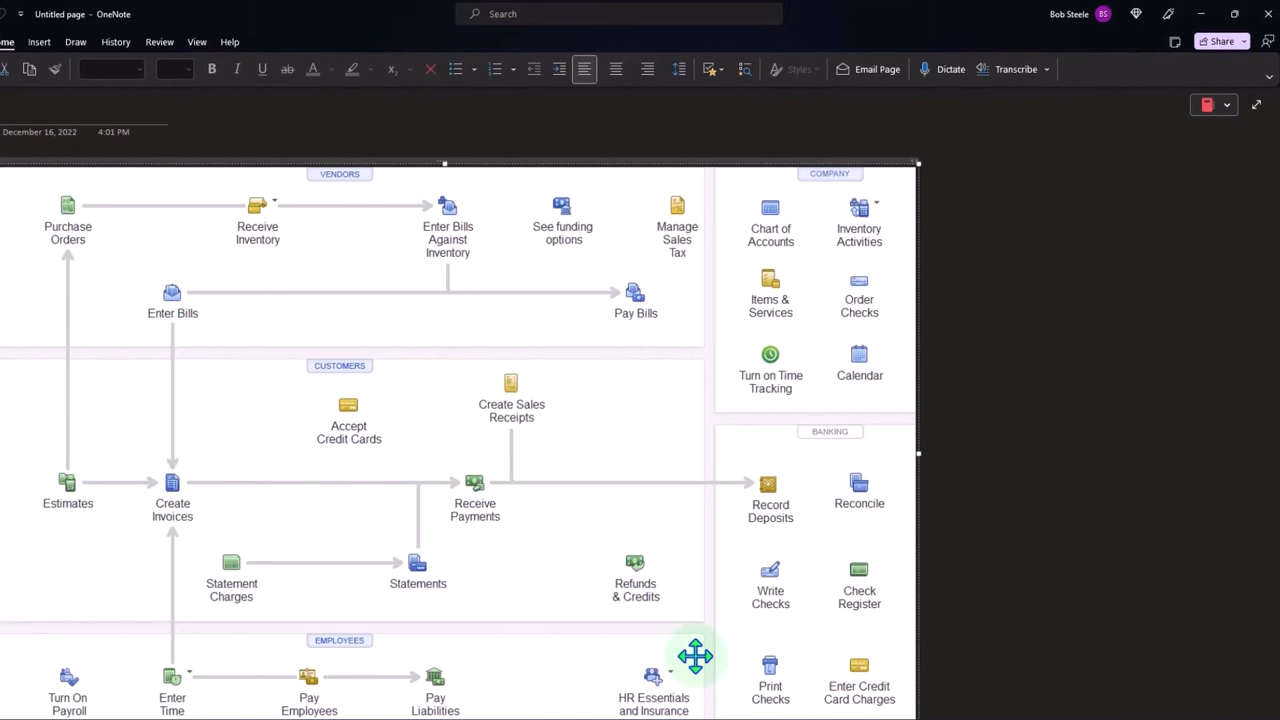 Untitled page - OneNote
Search
Bob Steele
BS
Insert
Draw
History
Review
View
Help
Share
Styles
Email Page
Dictate
Transcribe
December 16, 2022
4:01 PM
VENDORS
COMPANY
Purchase
Orders
Receive
Inventory
Enter Bills
Against
Inventory
See funding
options
Manage
Sales
Tax
Chart of
Accounts
Inventory
Activities
Enter Bills
Pay Bills
Items &
Services
Order
Checks
CUSTOMERS
Turn on Time
Tracking
Calendar
Accept
Credit Cards
Create Sales
Receipts
BANKING
Estimates
Create
Invoices
Receive
Payments
Record
Deposits
Reconcile
Statement
Charges
Statements
Refunds
& Credits
Write
Checks
Check
Register
EMPLOYEES
Turn On
Payroll
Enter
Time
Pay
Employees
Pay
Liabilities
HR Essentials
and Insurance
Print
Checks
Enter Credit
Card Charges